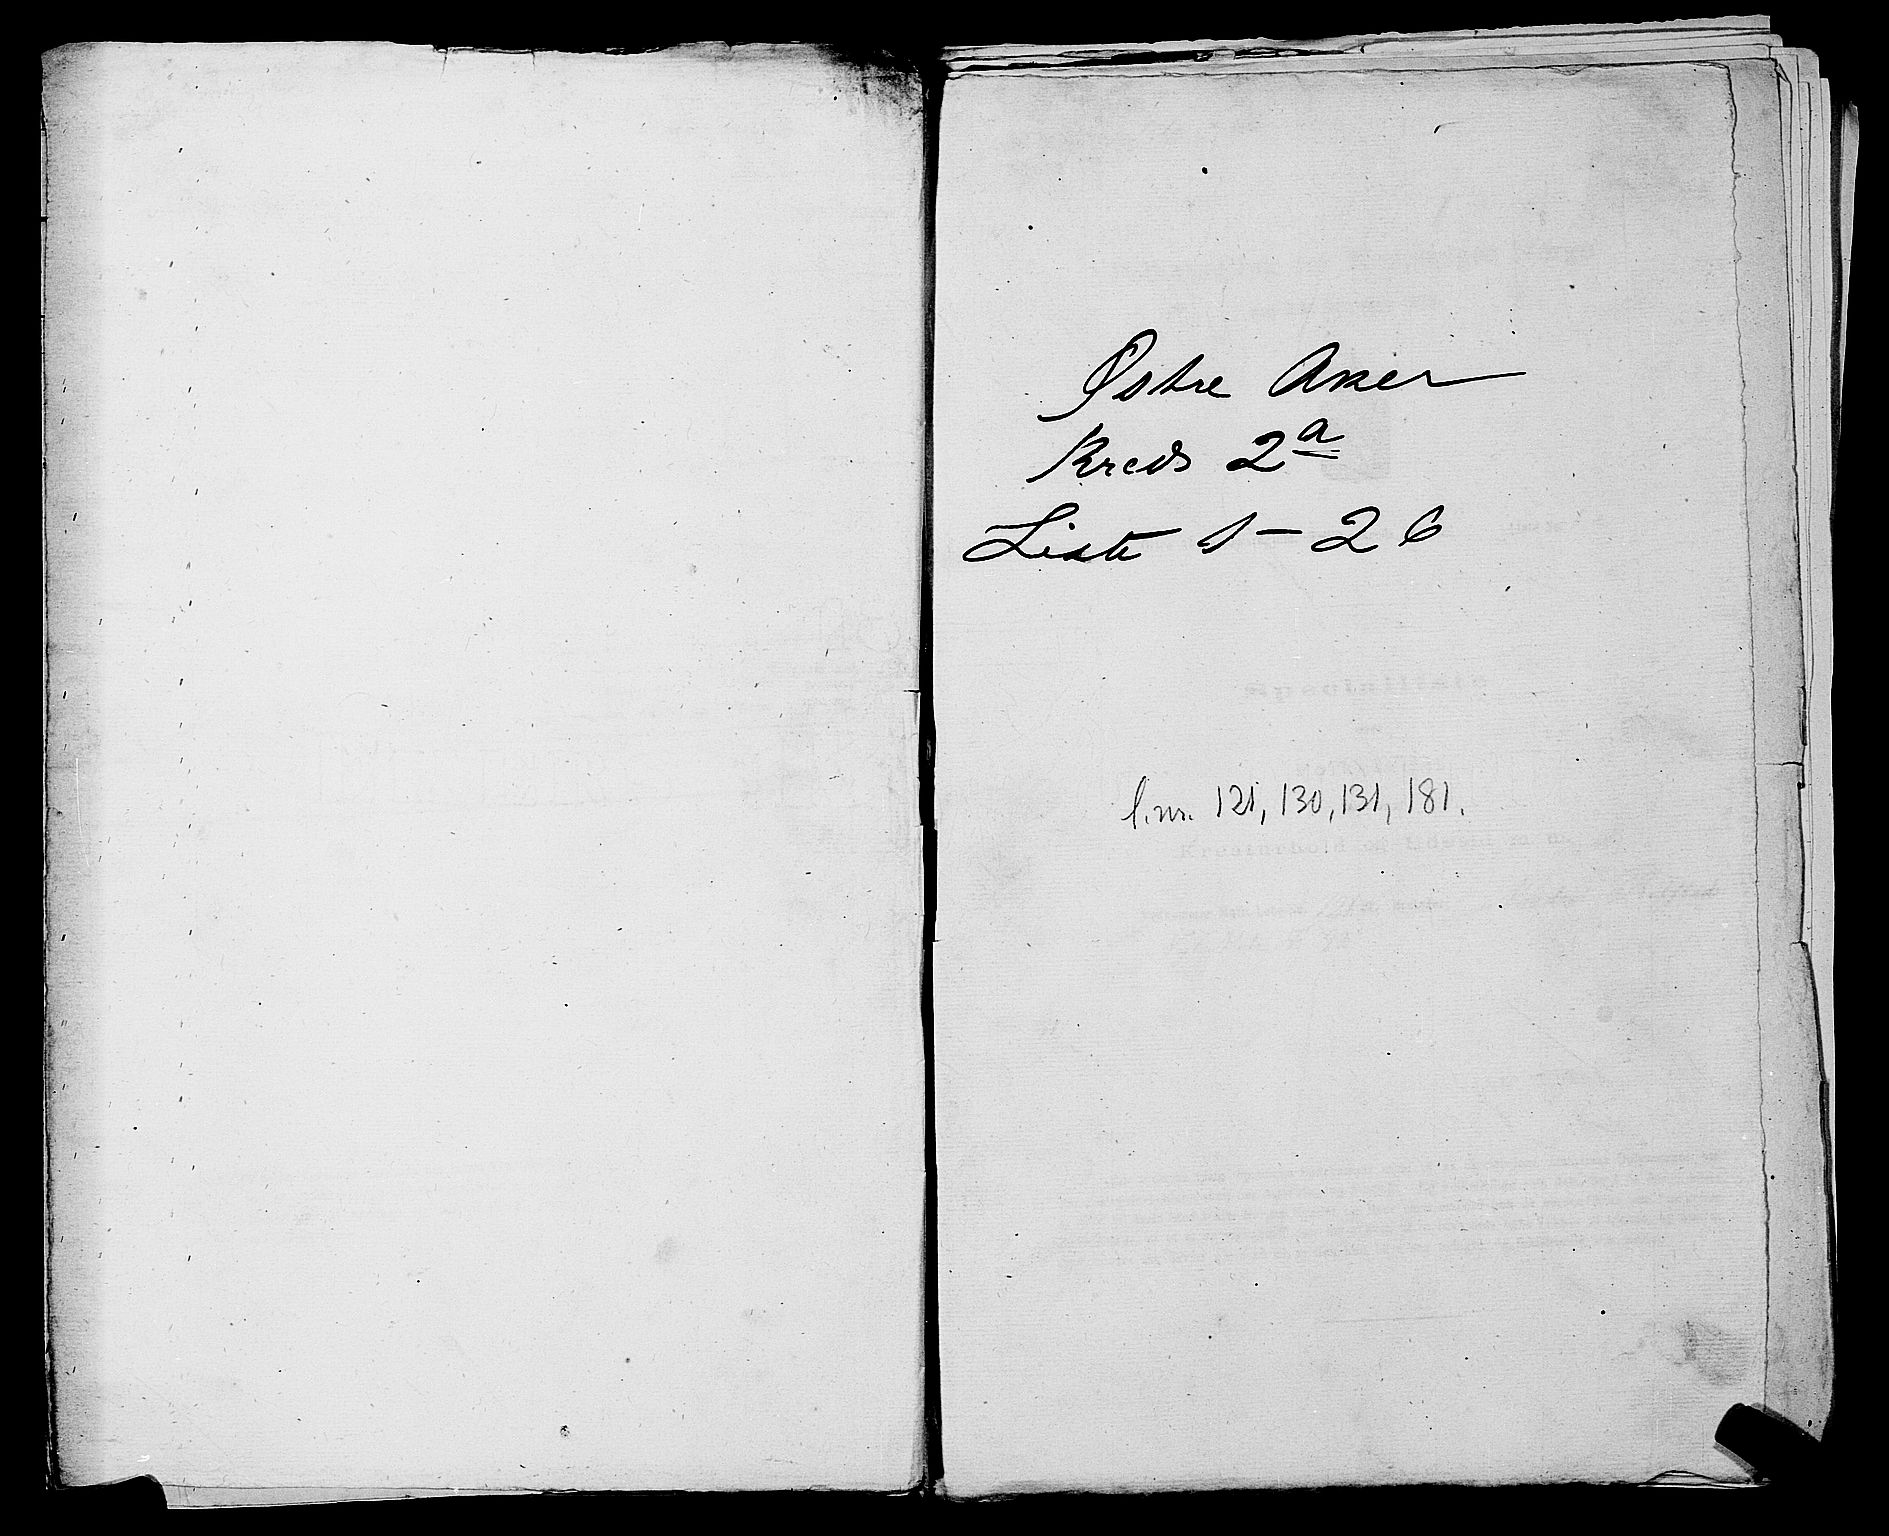 Østre Aker
Kreds 2a
Liste 1-26
l.nr. 121, 130, 131, 181.